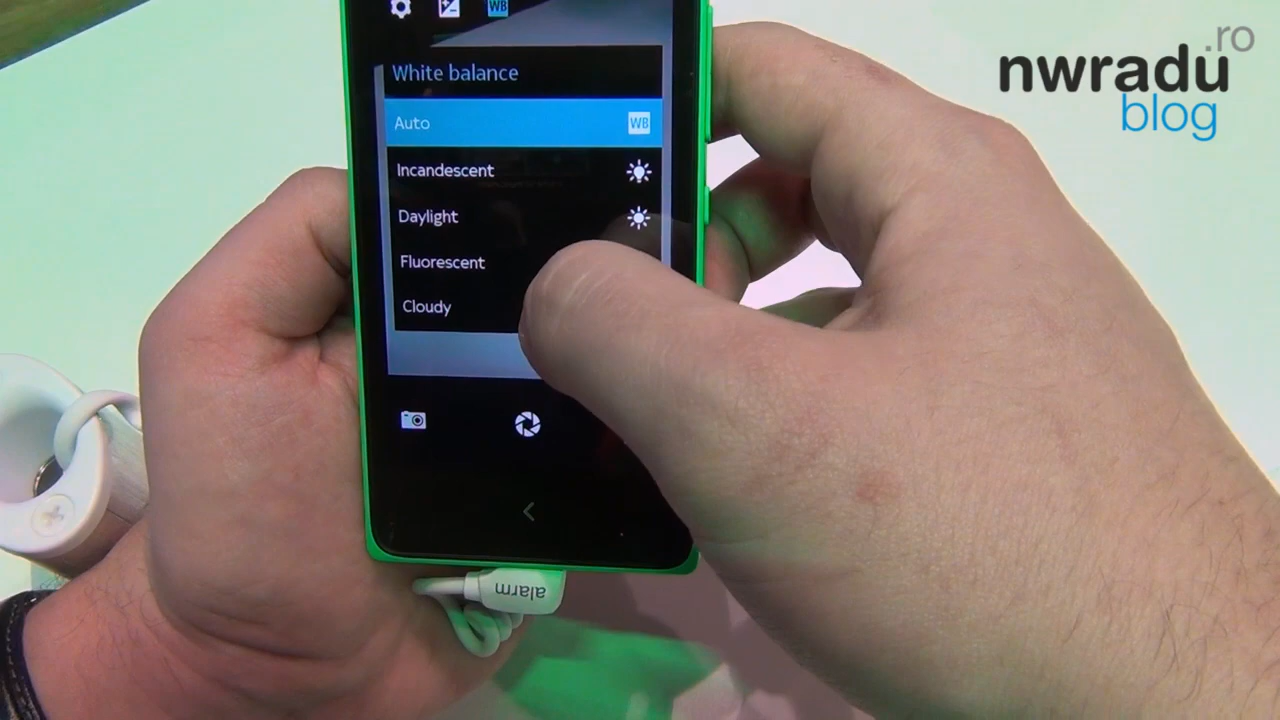 .ro
nwradu
blog
WB
White balance
Auto WB
Incandescent
Daylight
Fluorescent
Cloudy
alarm